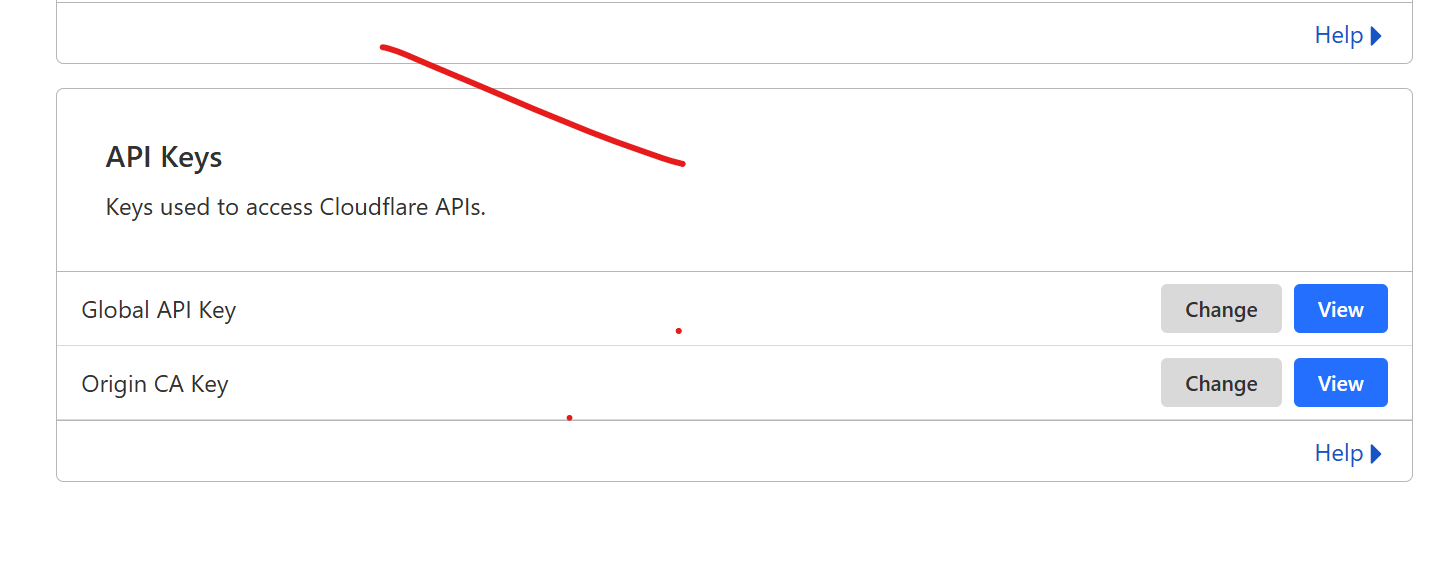 Help
API Keys
Keys used to access Cloudflare APIs.
Global API Key Change View
Origin CA Key Change View
Help